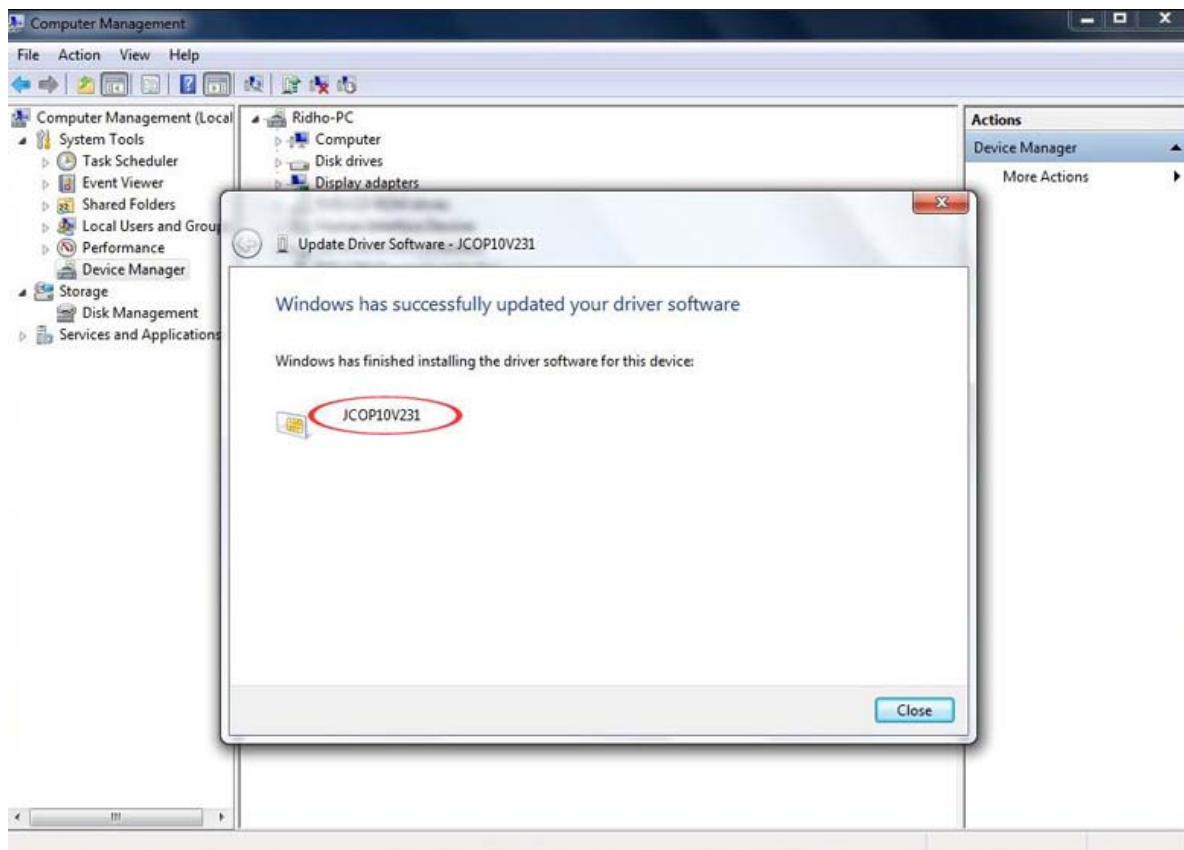 Computer Management
File Action View Help
Computer Management (Local
System Tools
Task Scheduler
Event Viewer
Shared Folders
Local Users and Group
Performance
Device Manager
Storage
Disk Management
Services and Applications
Ridho-PC
Computer
Disk drives
Display adapters
Update Driver Software - JCOP10V231
Windows has successfully updated your driver software
Windows has finished installing the driver software for this device:
JCOP10V231
Close
Actions
Device Manager
More Actions